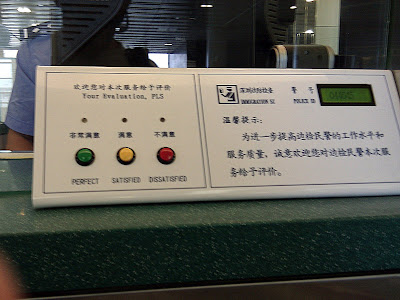 欢迎您对本次服务给予评价
Your Evaluation, PLS
非常满意 满意 不满意
PERFECT SATISFIED DISSATISFIED
深圳边防检查 警 号
IMMIGRATION SZ POLICE ID
温馨提示:
为进一步提高边检民警的工作水平和
服务质量, 诚意欢迎您对边检民警本次服
务给予评价。